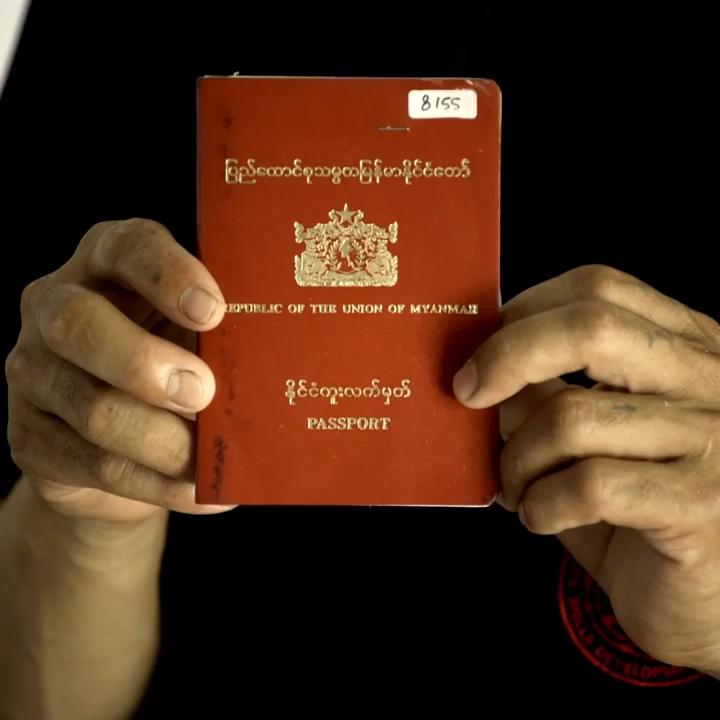 8155
ပြည်ထောင်စုသမ္မတမြန်မာနိုင်ငံတော်
REPUBLIC OF THE UNION OF MYANMAR
နိုင်ငံကူးလက်မှတ်
PASSPORT